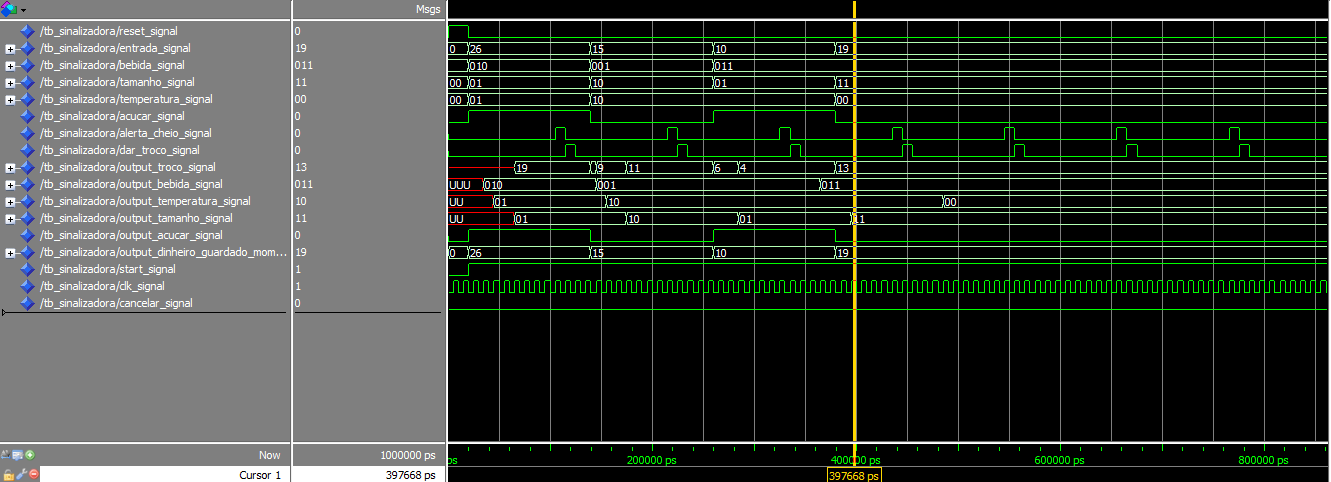 Msgs
/tb_sinalizadora/reset_signal 0
/tb_sinalizadora/entrada_signal 19 0 26 15 10 19
/tb_sinalizadora/bebida_signal 011 010 001 011
/tb_sinalizadora/tamanho_signal 11 00 01 10 01 11
/tb_sinalizadora/temperatura_signal 00 00 01 10 00
/tb_sinalizadora/acucar_signal 0
/tb_sinalizadora/alerta_cheio_signal 0
/tb_sinalizadora/dar_troco_signal 0
/tb_sinalizadora/output_troco_signal 13 19 9 11 6 4 13
/tb_sinalizadora/output_bebida_signal 011 UUU 010 001 011
/tb_sinalizadora/output_temperatura_signal 10 UU 01 10 00
/tb_sinalizadora/output_tamanho_signal 11 UU 01 10 01 11
/tb_sinalizadora/output_acucar_signal 0
/tb_sinalizadora/output_dinheiro_guardado_mom... 19 0 26 15 10 19
/tb_sinalizadora/start_signal 1
/tb_sinalizadora/clk_signal 1
/tb_sinalizadora/cancelar_signal 0
Now 1000000 ps ps 200000 ps 400000 ps 600000 ps 800000 ps
Cursor 1 397668 ps 397668 ps